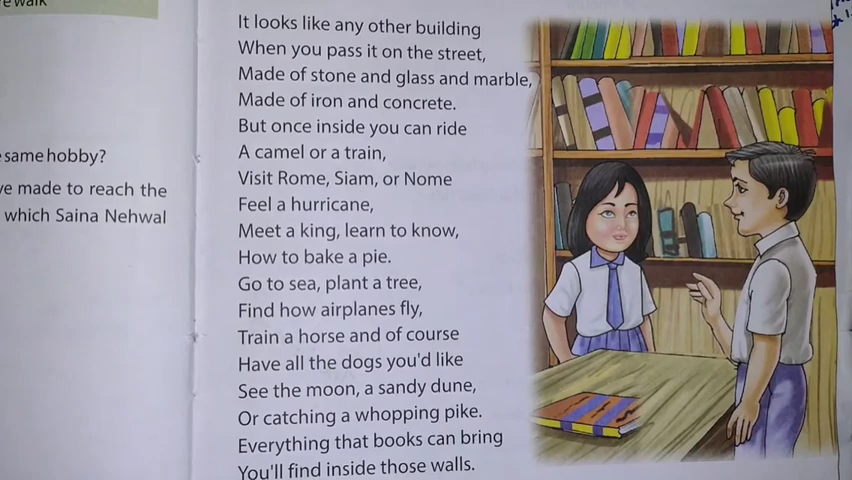 walk
same hobby?
made to reach the
which Saina Nehwal
It looks like any other building
When you pass it on the street,
Made of stone and glass and marble,
Made of iron and concrete.
But once inside you can ride
A camel or a train,
Visit Rome, Siam, or Nome
Feel a hurricane,
Meet a king, learn to know,
How to bake a pie.
Go to sea, plant a tree,
Find how airplanes fly,
Train a horse and of course
Have all the dogs you'd like
See the moon, a sandy dune,
Or catching a whopping pike.
Everything that books can bring
You'll find inside those walls.